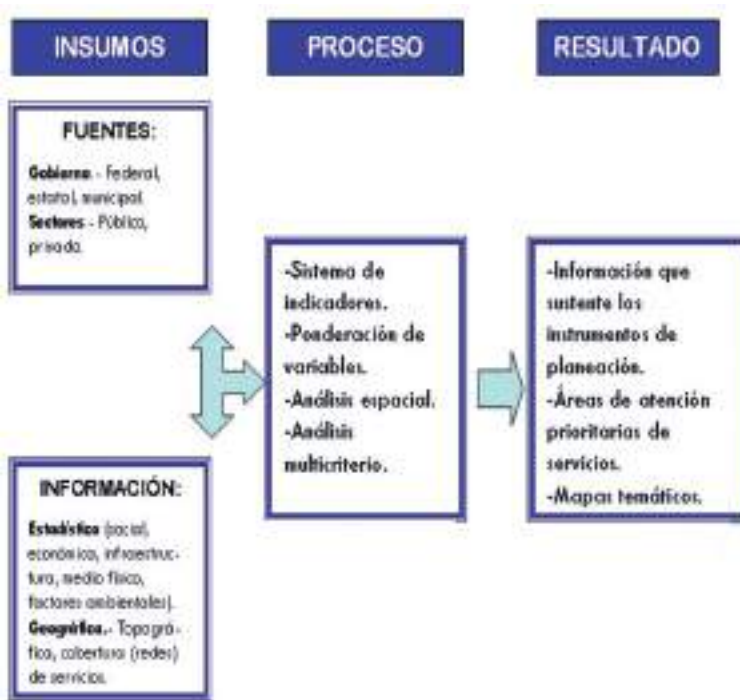 INSUMOS
PROCESO
RESULTADO
FUENTES:
Gobierno.- Federal,
estatal, municipal.
Sectores.- Público,
privado.
INFORMACIÓN:
Estadística (social,
económica, infraestruc-
tura, medio físico,
factores ambientales).
Geográfica.- Topográ-
fica, cobertura (redes)
de servicios.
-Sistema de
indicadores.
-Ponderación de
variables.
-Análisis espacial.
-Análisis
multicriterio.
-Información que
sustente los
instrumentos de
planeación.
-Áreas de atención
prioritarias de
servicios.
-Mapas temáticos.